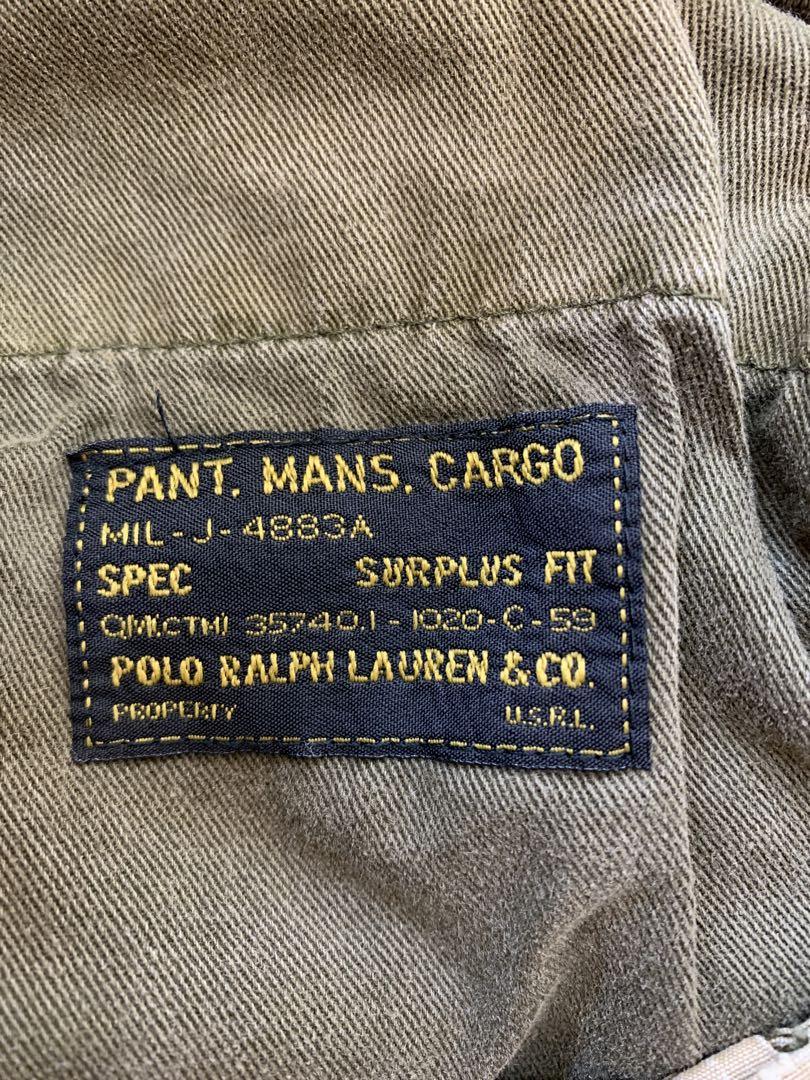 PANT. MANS. CARGO
MIL-J-4883A
SPEC SURPLUS FIT
QM(CTM) 35740.1-1020-C-59
POLO RALPH LAUREN & CO.
PROPERTY U.S.R.L.